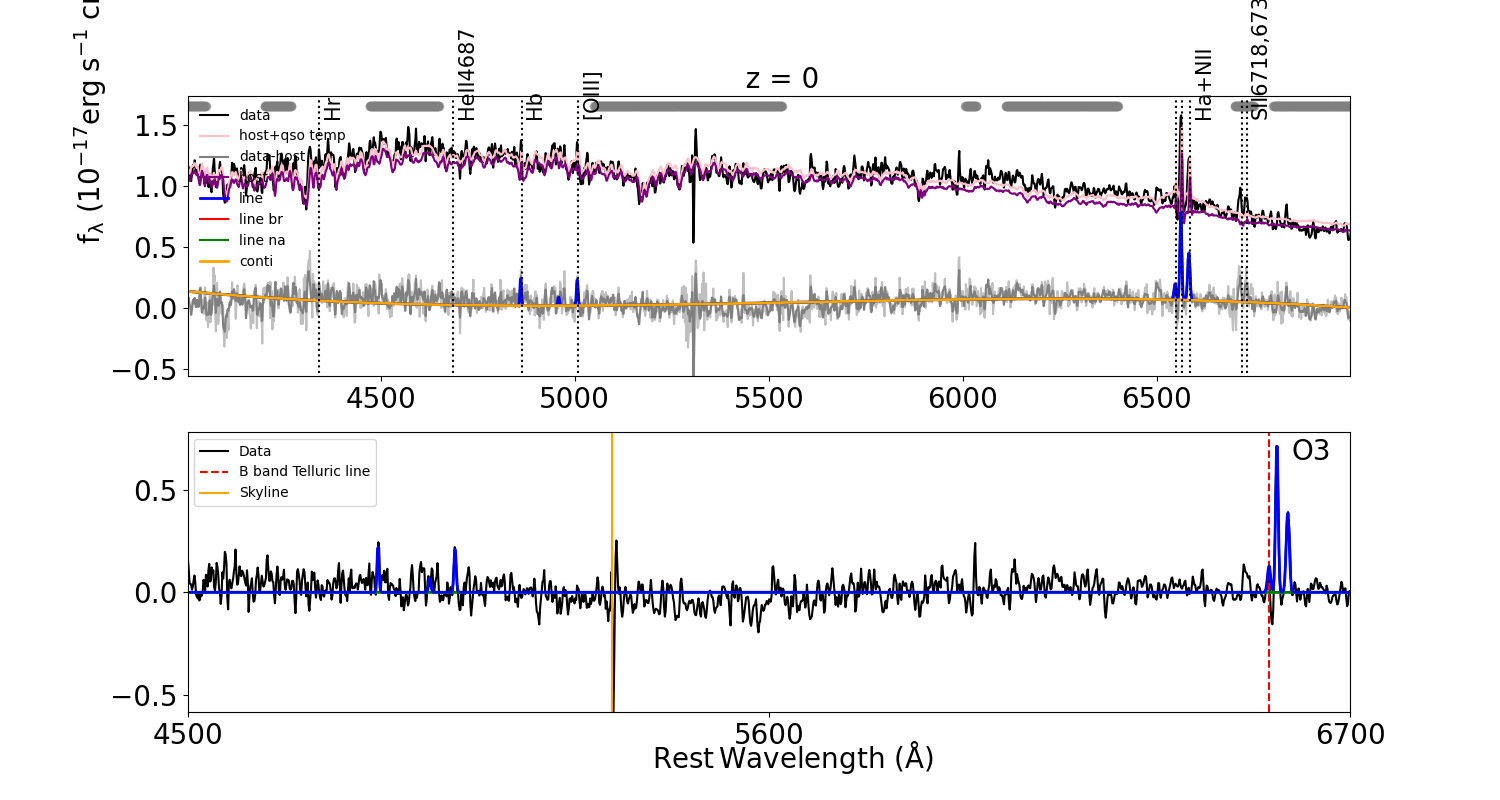 f_λ (10^−17 erg s^−1
z = 0
Hr
HeII4687
Hb
[OIII]
Ha+NII
SII6718,673
data
host+qso temp
data-host
line
line br
line na
conti
1.5
1.0
0.5
0.0
−0.5
4500
5000
5500
6000
6500
Data
B band Telluric line
Skyline
O3
0.5
0.0
−0.5
4500
5600
6700
Rest Wavelength (Å)